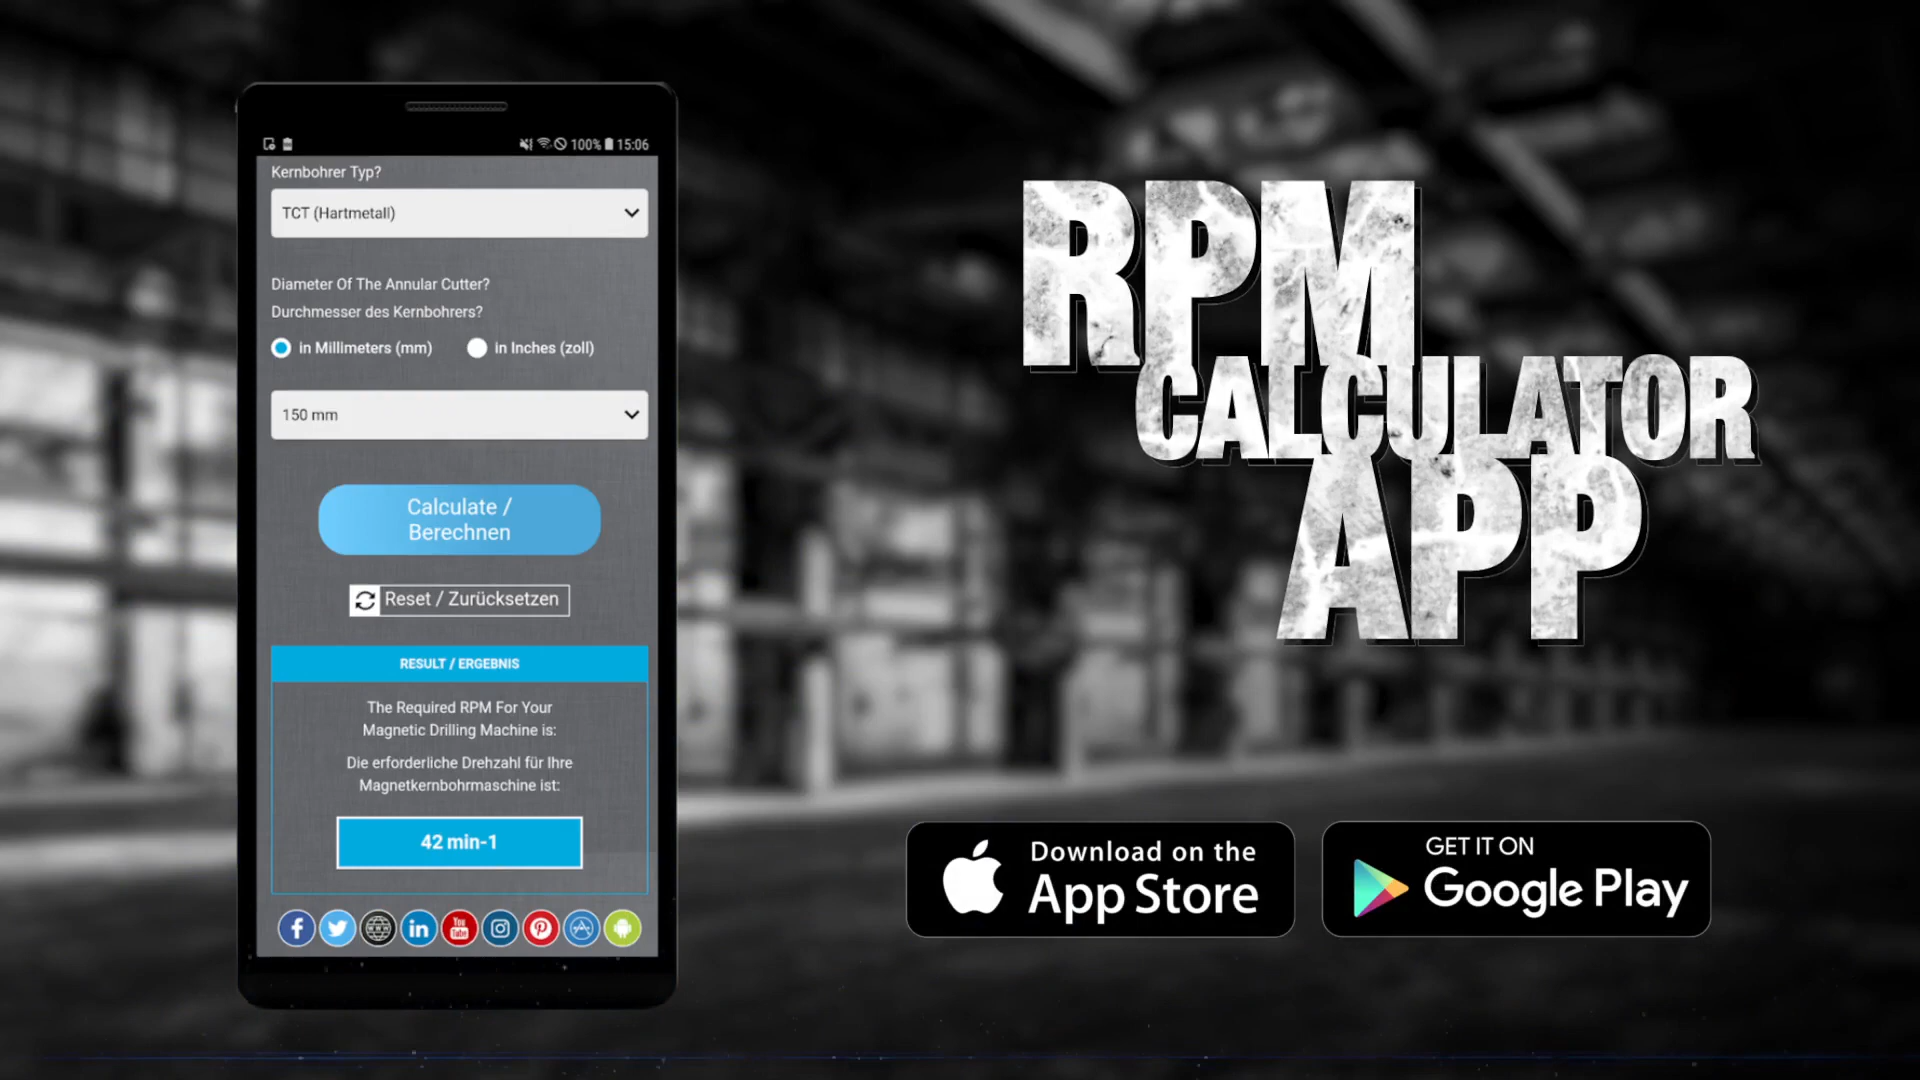 100% 15:06
Kernbohrer Typ?
TCT (Hartmetall)
Diameter Of The Annular Cutter?
Durchmesser des Kernbohrers?
in Millimeters (mm) in Inches (zoll)
150 mm
Calculate /
Berechnen
Reset / Zurücksetzen
RESULT / ERGEBNIS
The Required RPM For Your
Magnetic Drilling Machine is:
Die erforderliche Drehzahl für Ihre
Magnetkernbohrmaschine ist:
42 min-1
WWW
You
Tube
RPM
CALCULATOR
APP
Download on the
App Store
GET IT ON
Google Play